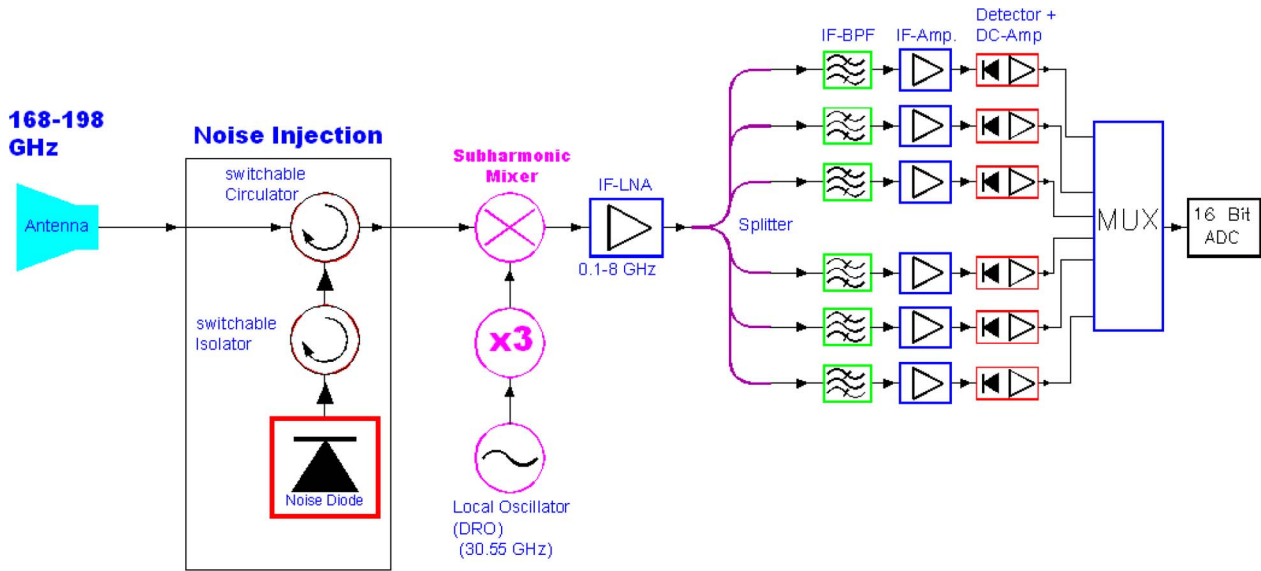 168-198
GHz
Antenna
Noise Injection
switchable
Circulator
switchable
Isolator
Noise Diode
Subharmonic
Mixer
x3
Local Oscillator
(DRO)
(30.55 GHz)
IF-LNA
0.1-8 GHz
Splitter
IF-BPF
IF-Amp.
Detector +
DC-Amp
MUX
16 Bit
ADC